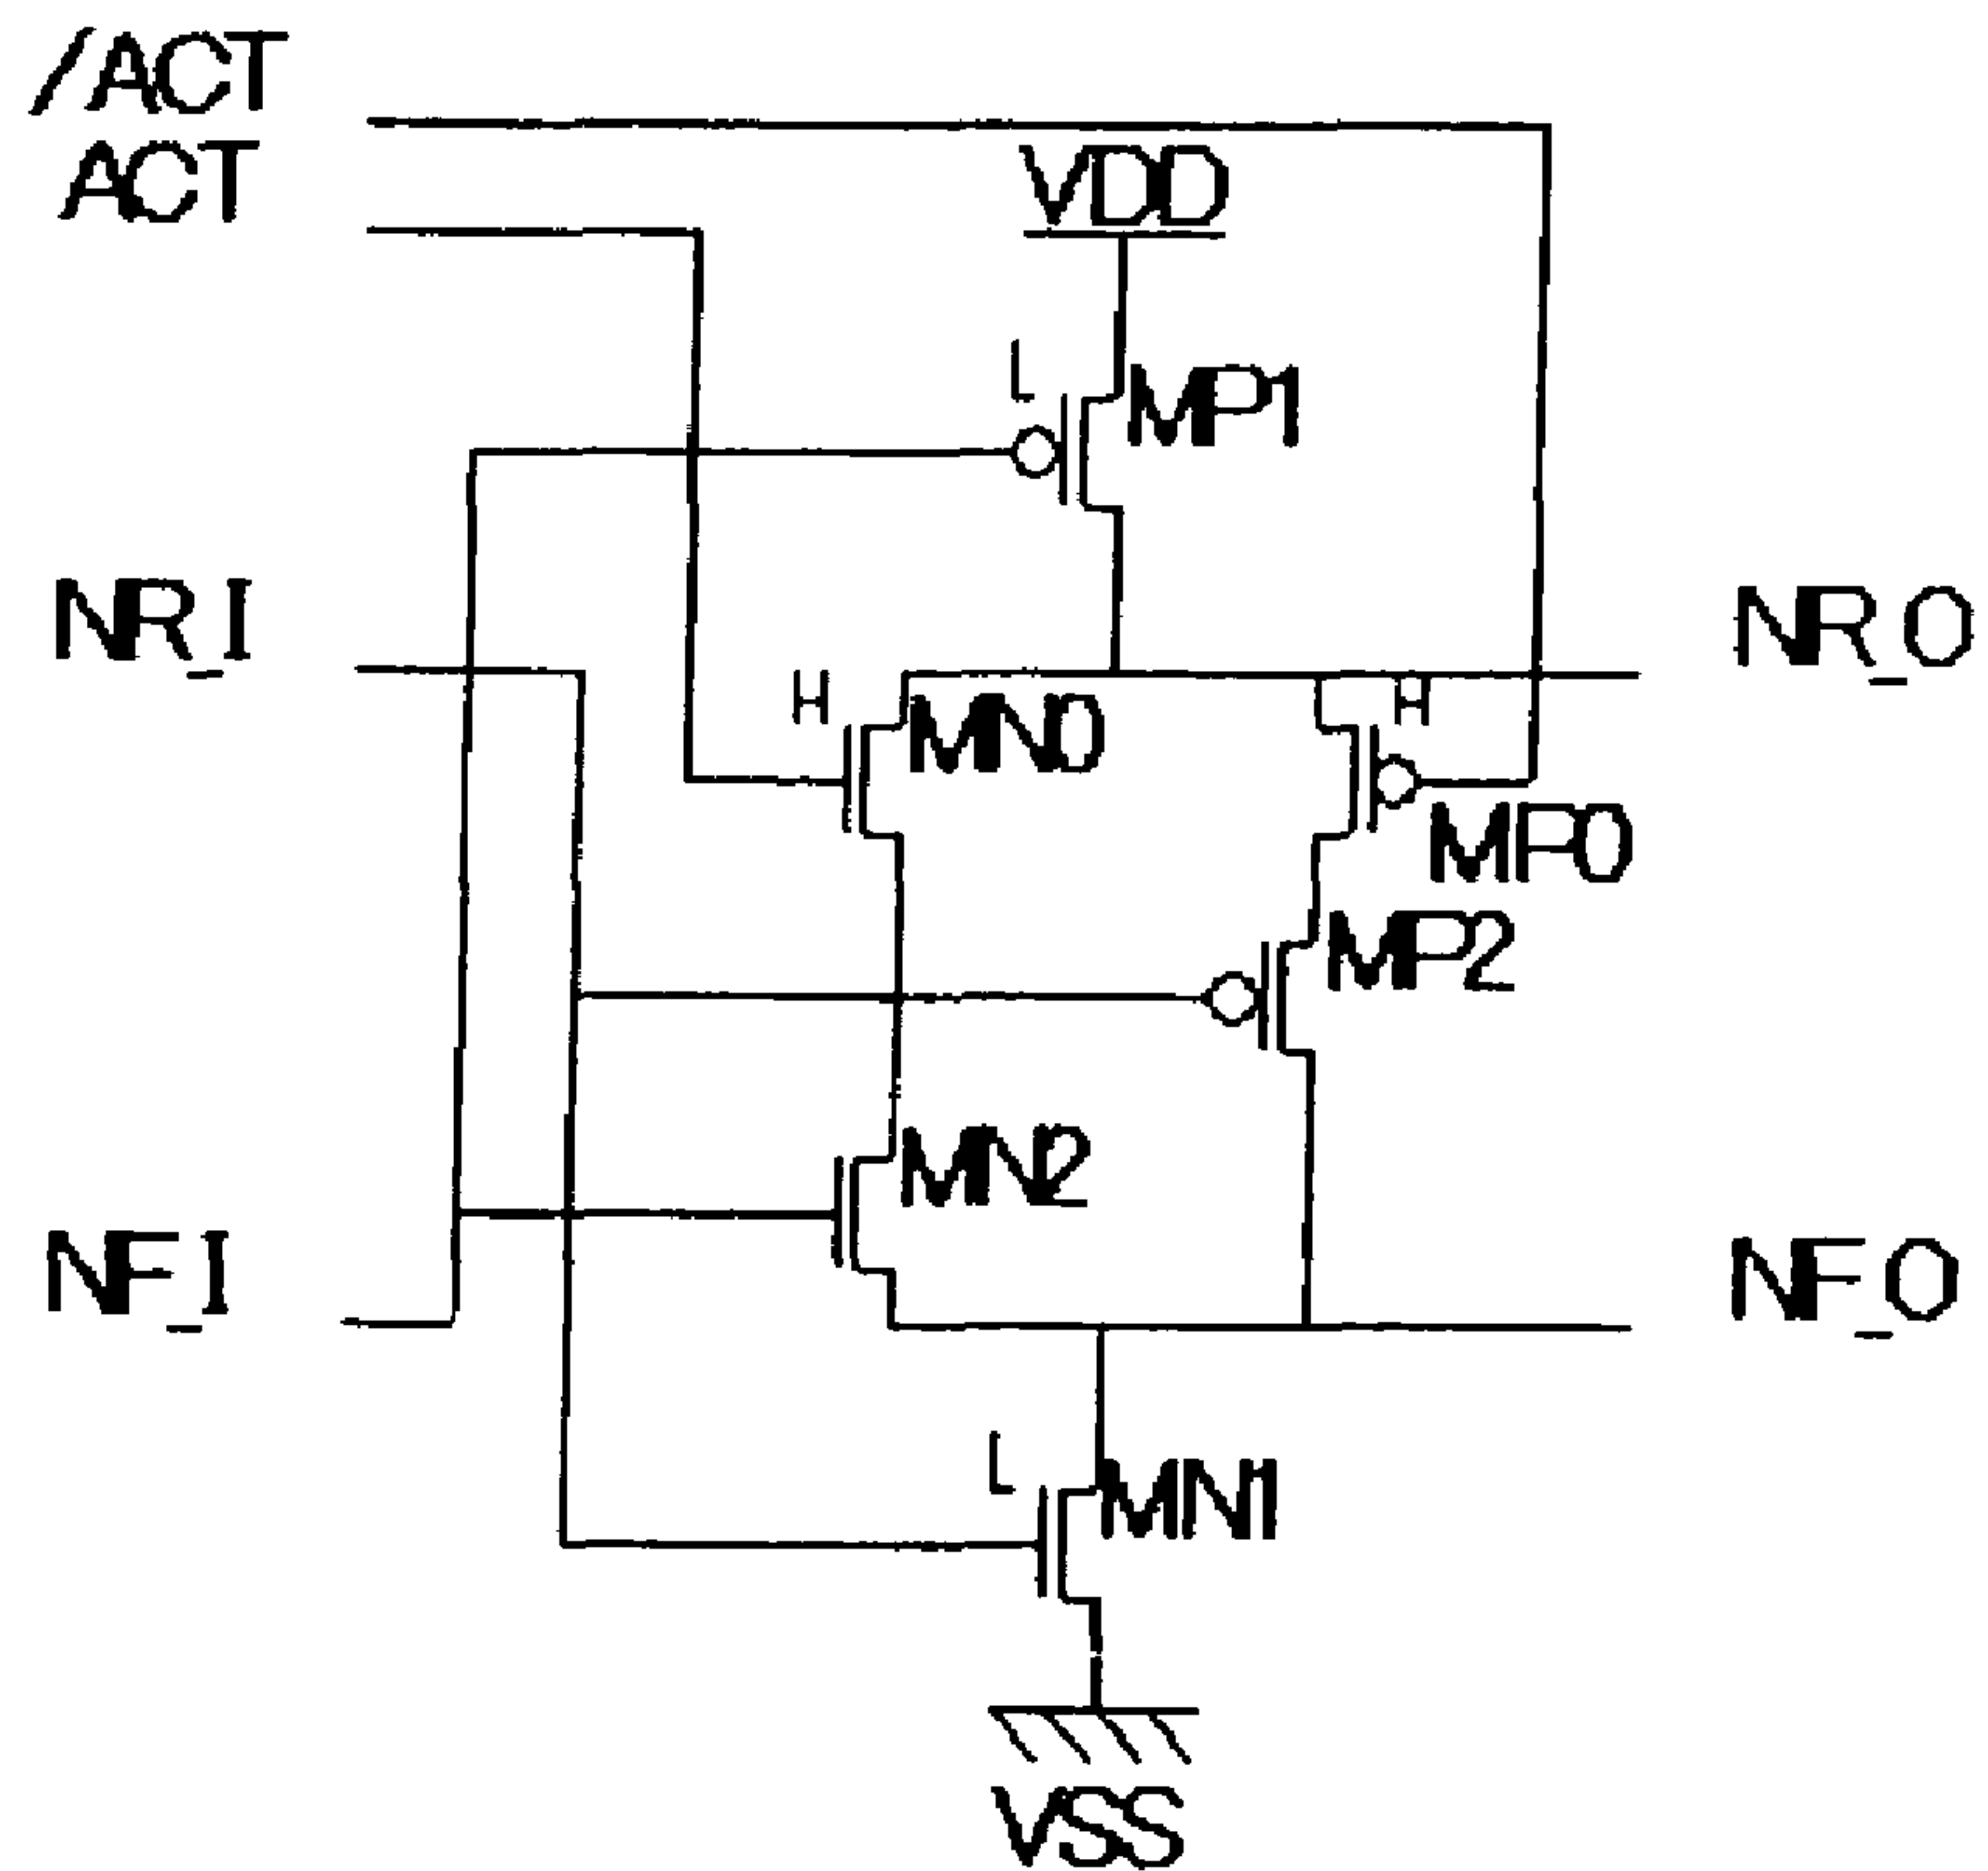 /ACT
ACT
VDD
L
MP1
NR_I
NR_O
H
MN0
H
MP0
MP2
MN2
NF_I
NF_O
L
MN1
VSS